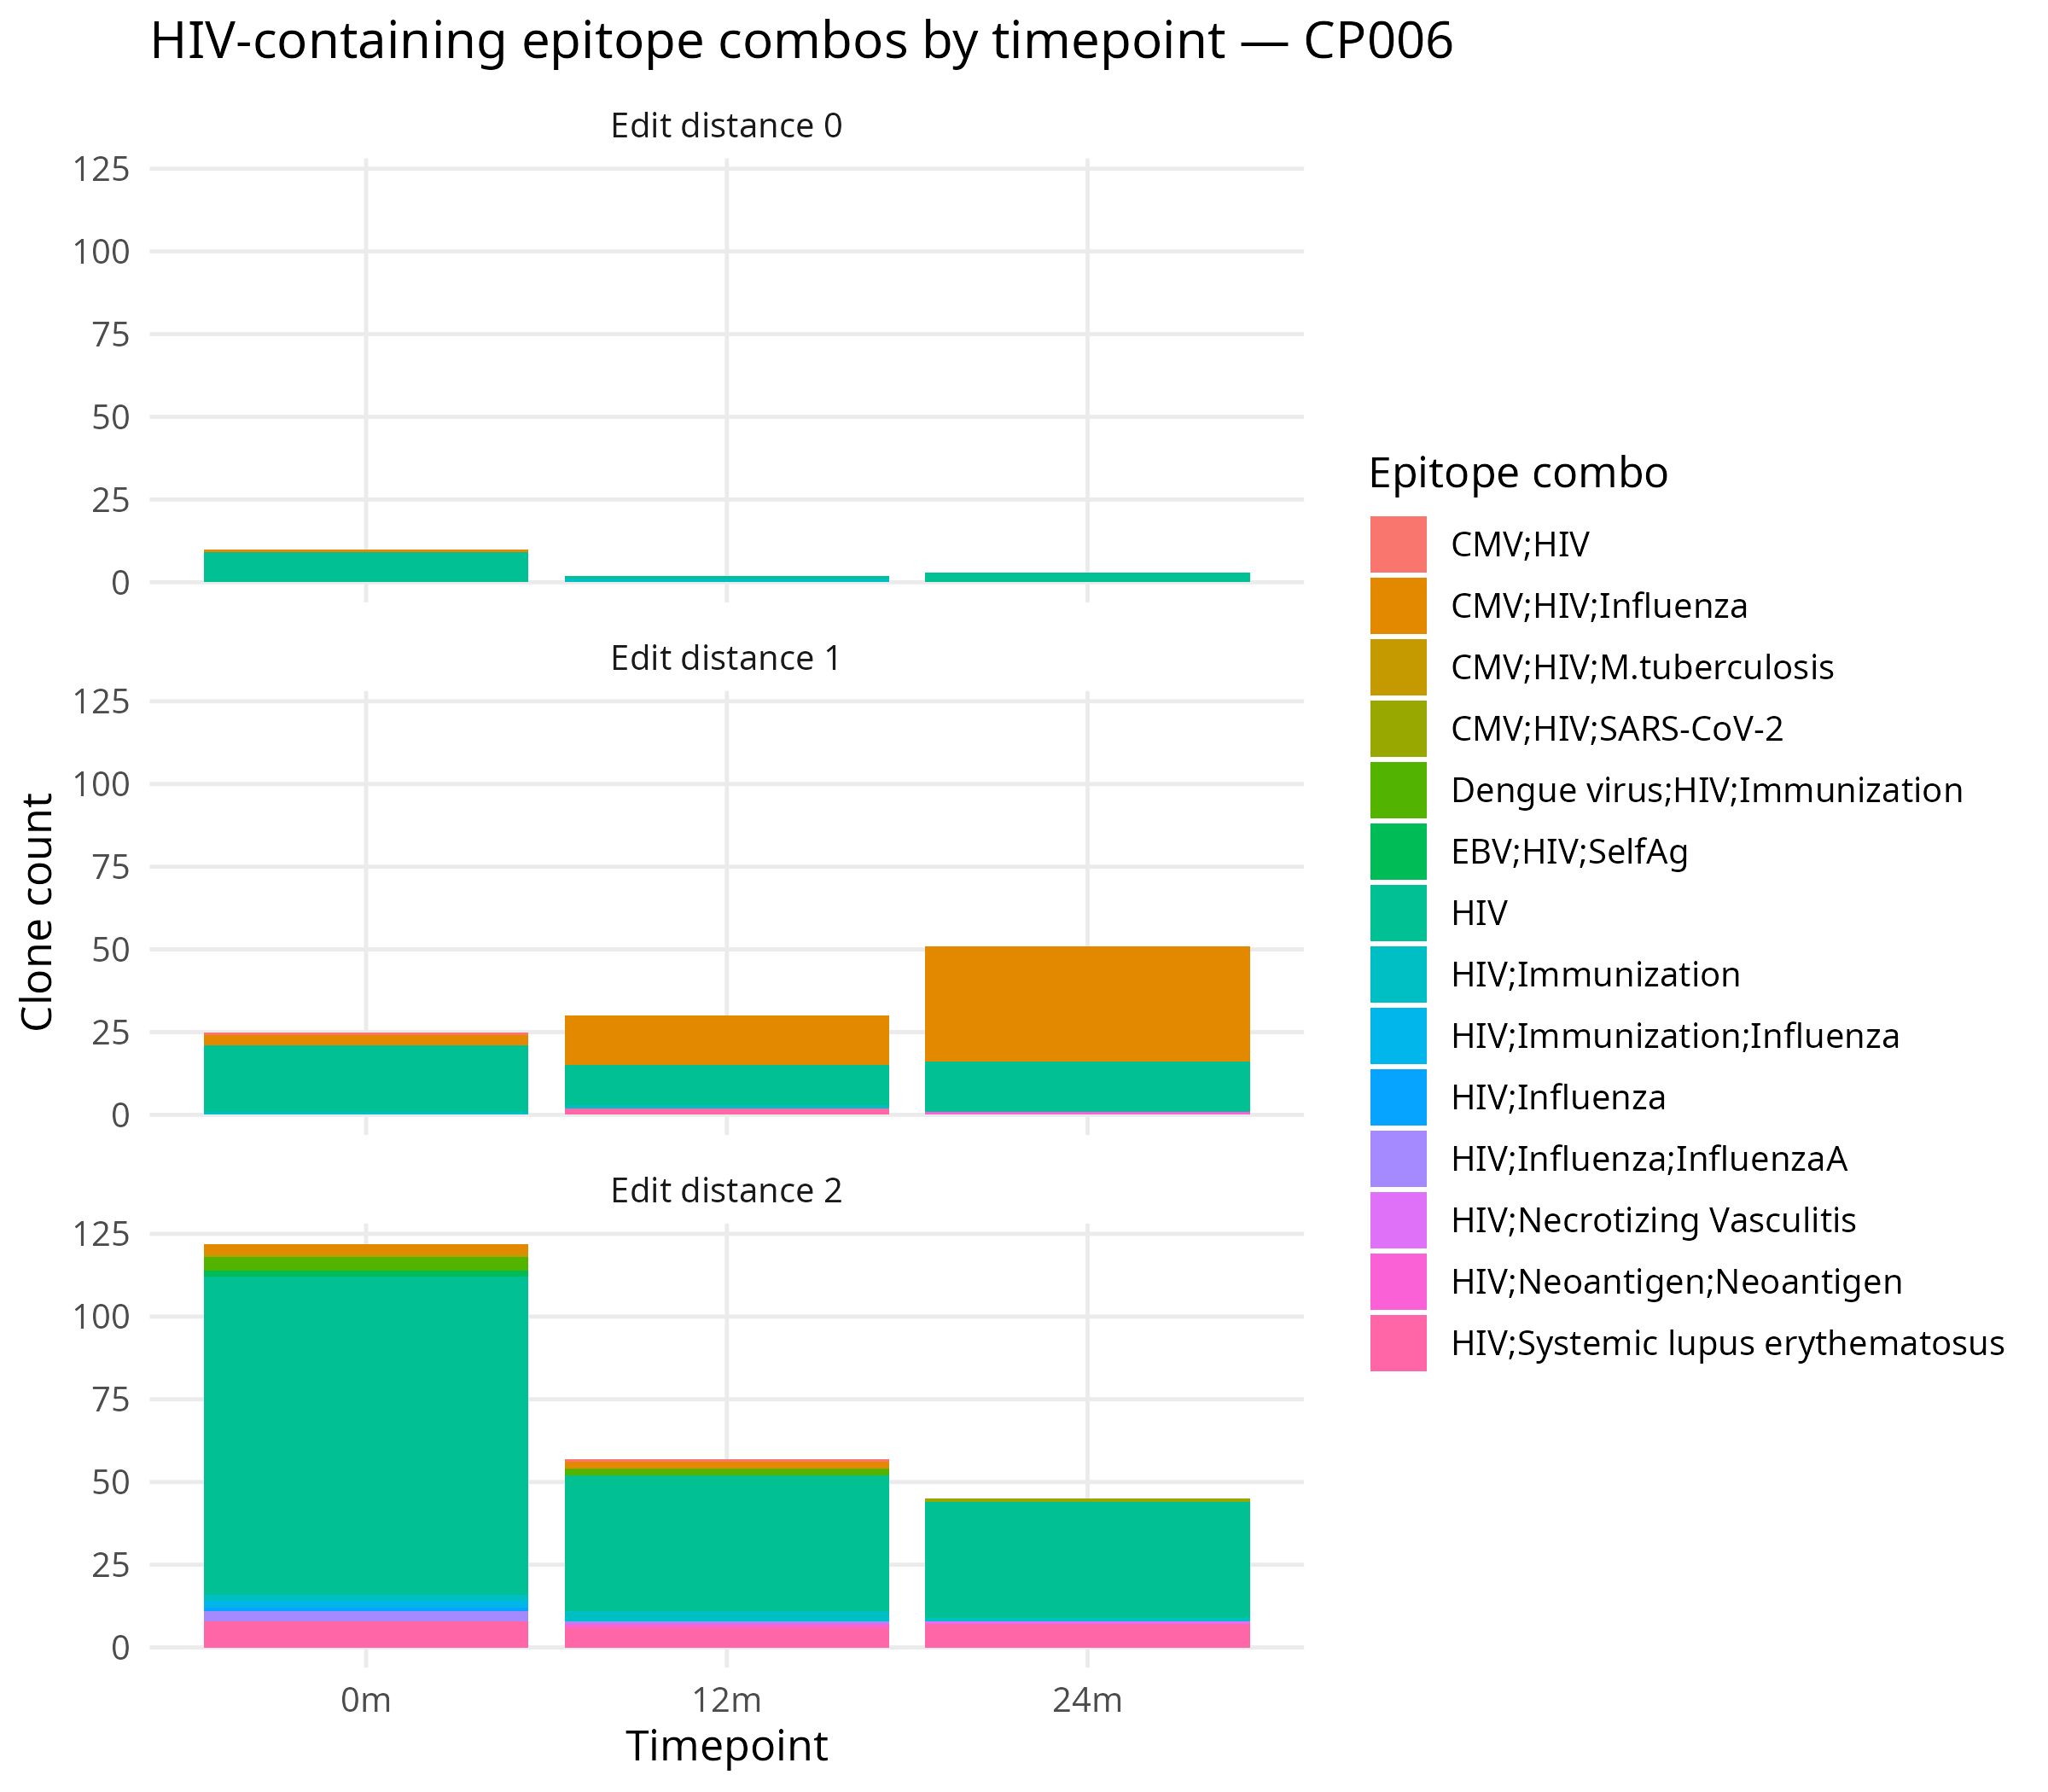 HIV-containing epitope combos by timepoint — CP006
Edit distance 0
125
100
75
50
25
0
Edit distance 1
125
100
75
50
25
0
Edit distance 2
125
100
75
50
25
0
0m
12m
24m
Timepoint
Clone count
Epitope combo
CMV;HIV
CMV;HIV;Influenza
CMV;HIV;M.tuberculosis
CMV;HIV;SARS-CoV-2
Dengue virus;HIV;Immunization
EBV;HIV;SelfAg
HIV
HIV;Immunization
HIV;Immunization;Influenza
HIV;Influenza
HIV;Influenza;InfluenzaA
HIV;Necrotizing Vasculitis
HIV;Neoantigen;Neoantigen
HIV;Systemic lupus erythematosus